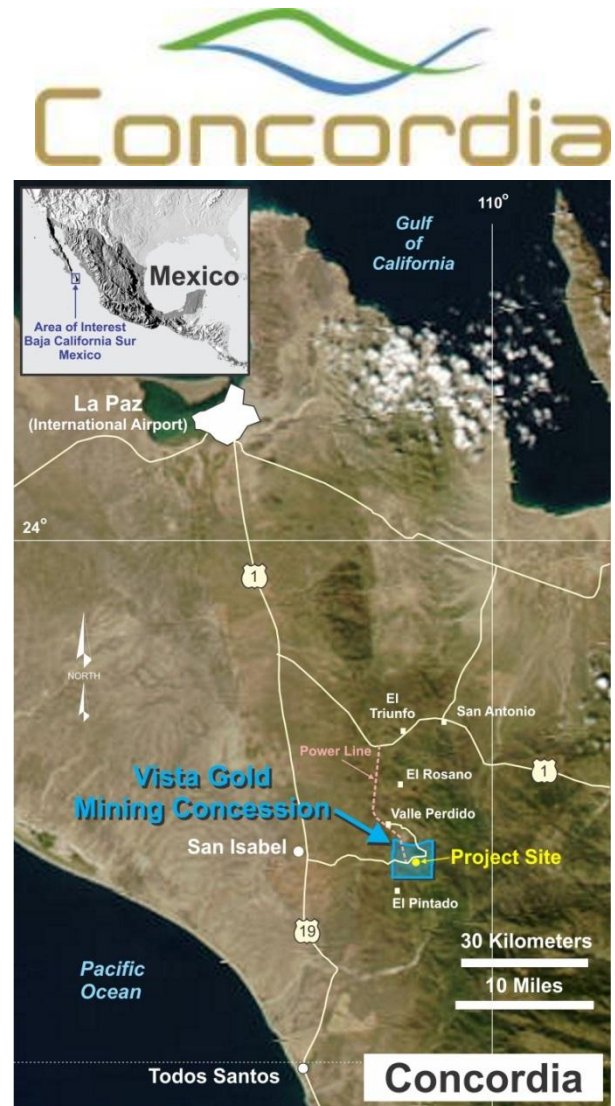 Concordia
110°
Gulf
of
California
Mexico
Area of Interest
Baja California Sur
Mexico
La Paz
(International Airport)
24°
1
NORTH
El
Triunfo
San Antonio
Power Line
El Rosano
1
Vista Gold
Mining Concession
Valle Perdido
San Isabel
Project Site
El Pintado
19
30 Kilometers
10 Miles
Pacific
Ocean
Todos Santos
Concordia